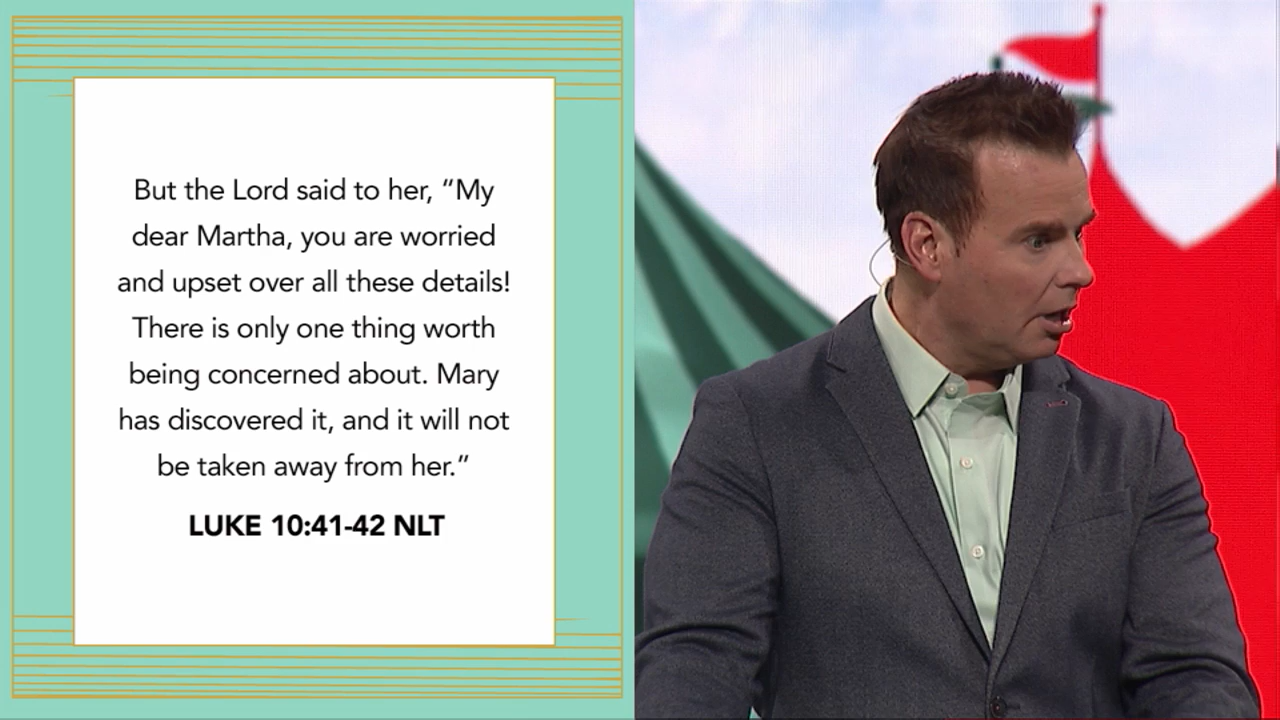 But the Lord said to her, “My
dear Martha, you are worried
and upset over all these details!
There is only one thing worth
being concerned about. Mary
has discovered it, and it will not
be taken away from her.”
LUKE 10:41-42 NLT